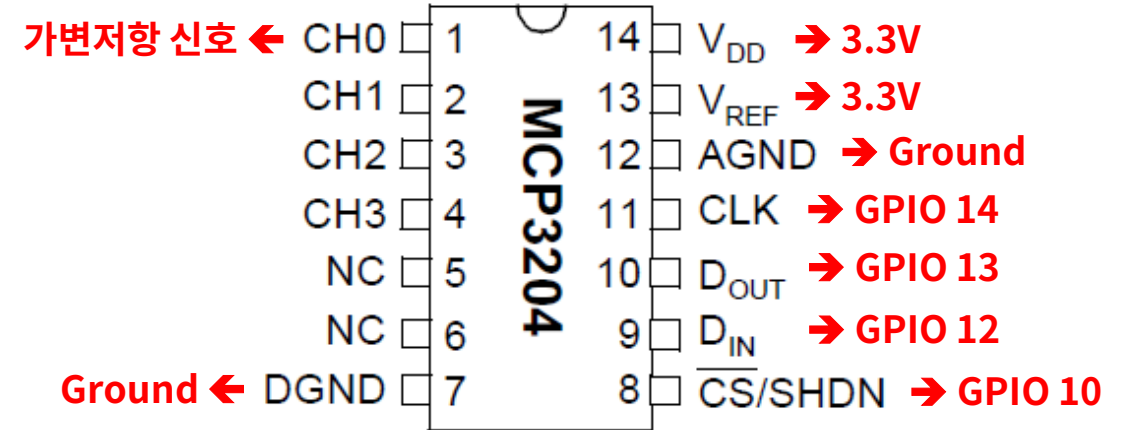 가변저항 신호 ← CH0 1 14 VDD → 3.3V
CH1 2 13 VREF → 3.3V
CH2 3 12 AGND → Ground
CH3 4 11 CLK → GPIO 14
NC 5 10 DOUT → GPIO 13
NC 6 9 DIN → GPIO 12
Ground ← DGND 7 8 CS/SHDN → GPIO 10
MCP3204